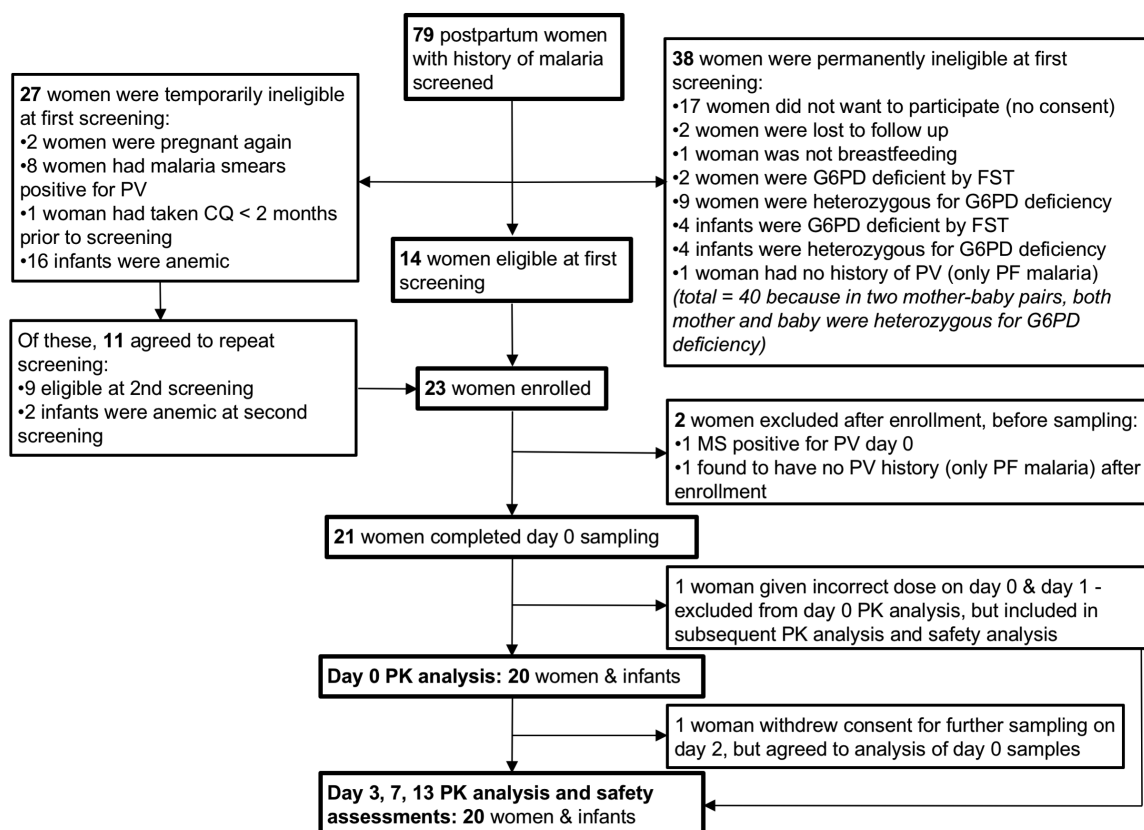 79 postpartum women
with history of malaria
screened
27 women were temporarily ineligible
at first screening:
•2 women were pregnant again
•8 women had malaria smears
positive for PV
•1 woman had taken CQ < 2 months
prior to screening
•16 infants were anemic
38 women were permanently ineligible at first
screening:
•17 women did not want to participate (no consent)
•2 women were lost to follow up
•1 woman was not breastfeeding
•2 women were G6PD deficient by FST
•9 women were heterozygous for G6PD deficiency
•4 infants were G6PD deficient by FST
•4 infants were heterozygous for G6PD deficiency
•1 woman had no history of PV (only PF malaria)
(total = 40 because in two mother-baby pairs, both
mother and baby were heterozygous for G6PD
deficiency)
14 women eligible at first
screening
Of these, 11 agreed to repeat
screening:
•9 eligible at 2nd screening
•2 infants were anemic at second
screening
23 women enrolled
2 women excluded after enrollment, before sampling:
•1 MS positive for PV day 0
•1 found to have no PV history (only PF malaria) after
enrollment
21 women completed day 0 sampling
1 woman given incorrect dose on day 0 & day 1 -
excluded from day 0 PK analysis, but included in
subsequent PK analysis and safety analysis
Day 0 PK analysis: 20 women & infants
1 woman withdrew consent for further sampling on
day 2, but agreed to analysis of day 0 samples
Day 3, 7, 13 PK analysis and safety
assessments: 20 women & infants